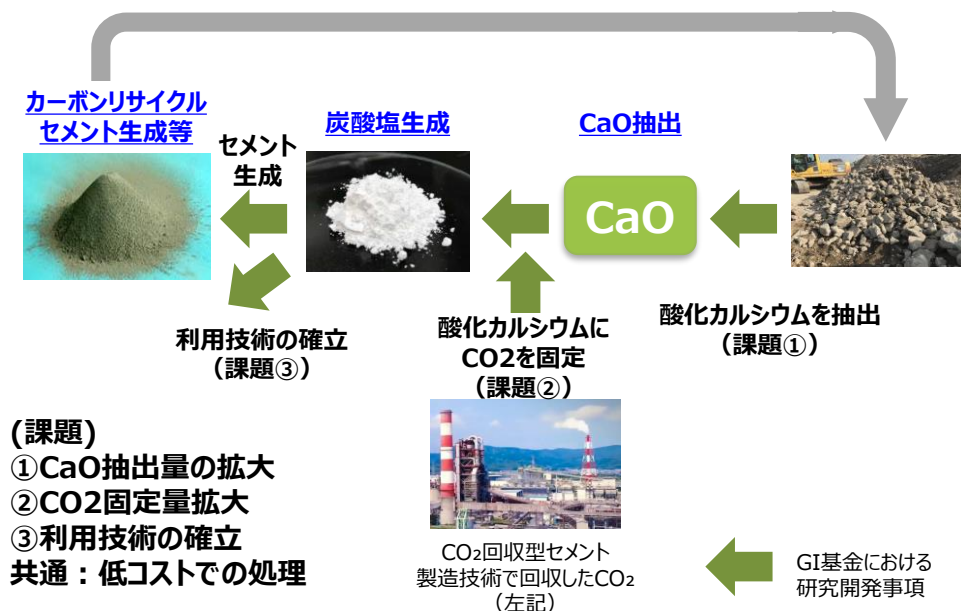 カーボンリサイクル
セメント生成等
セメント
生成
炭酸塩生成
CaO抽出
CaO
利用技術の確立
（課題③）
酸化カルシウムに
CO2を固定
（課題②）
酸化カルシウムを抽出
（課題①）
(課題)
①CaO抽出量の拡大
②CO2固定量拡大
③利用技術の確立
共通：低コストでの処理
CO₂回収型セメント
製造技術で回収したCO₂
（左記）
GI基金における
研究開発事項